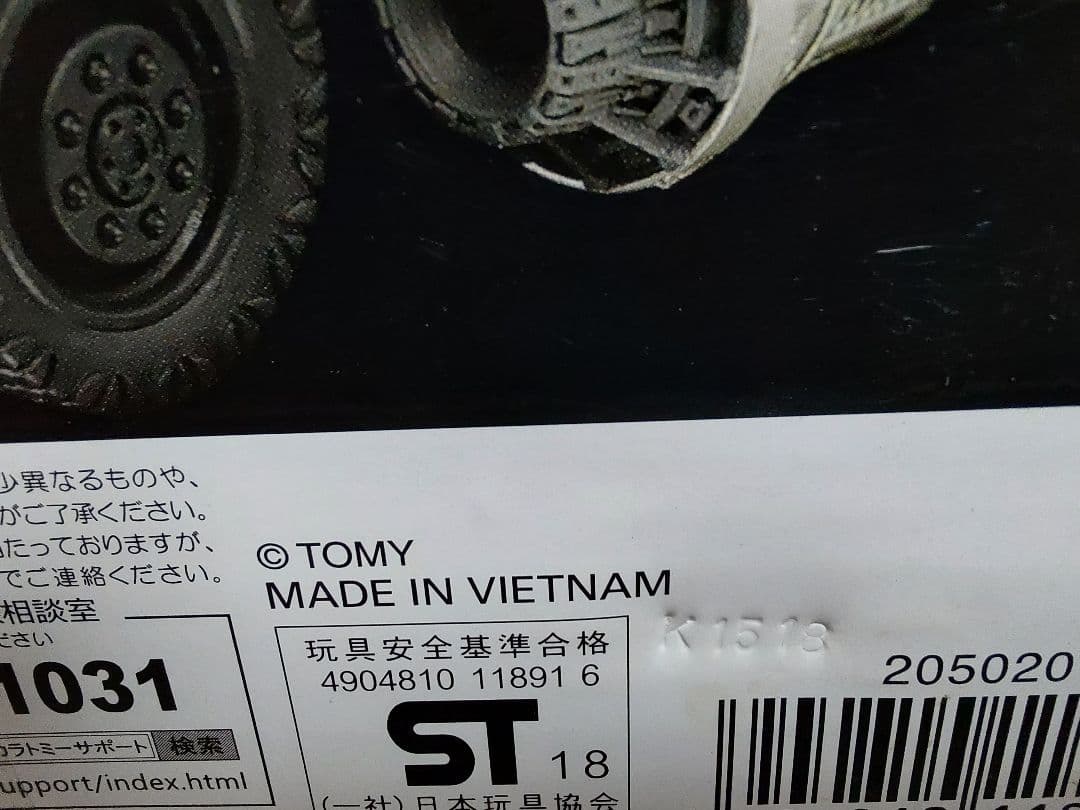 少異なるものや、
がご了承ください。
たっておりますが、
でご連絡ください。
相談室
ださい
1031
ラトミーサポート 検索
upport/index.html
© TOMY
MADE IN VIETNAM
玩具安全基準合格
4904810 11891 6
ST 18
(一社)日本玩具協会
K1518
205020